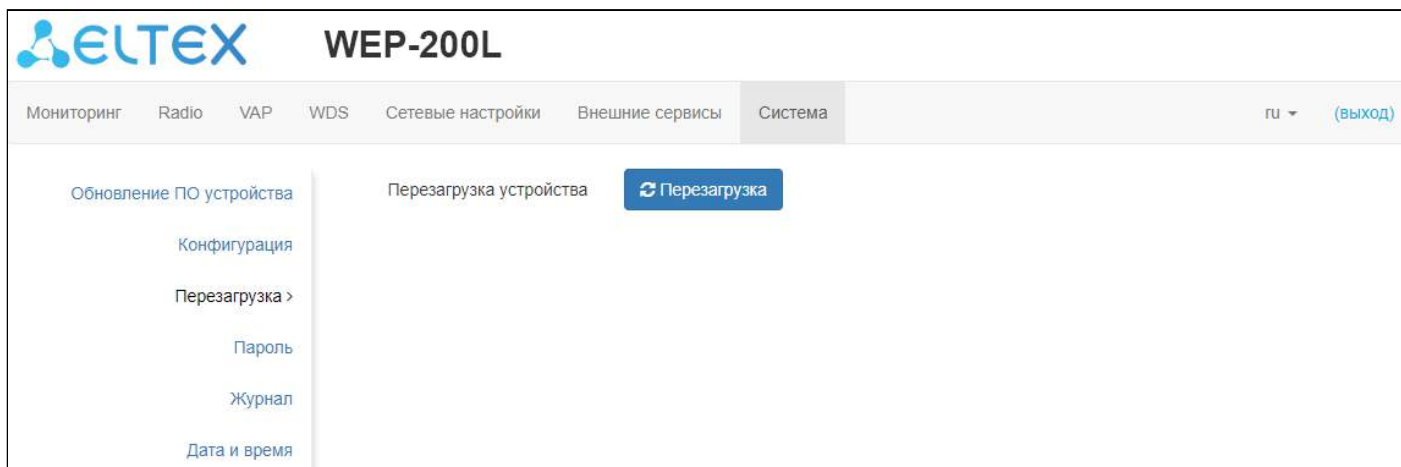 ELTEX WEP-200L
Мониторинг Radio VAP WDS Сетевые настройки Внешние сервисы Система ru (выход)
Обновление ПО устройства
Перезагрузка устройства Перезагрузка
Конфигурация
Перезагрузка >
Пароль
Журнал
Дата и время